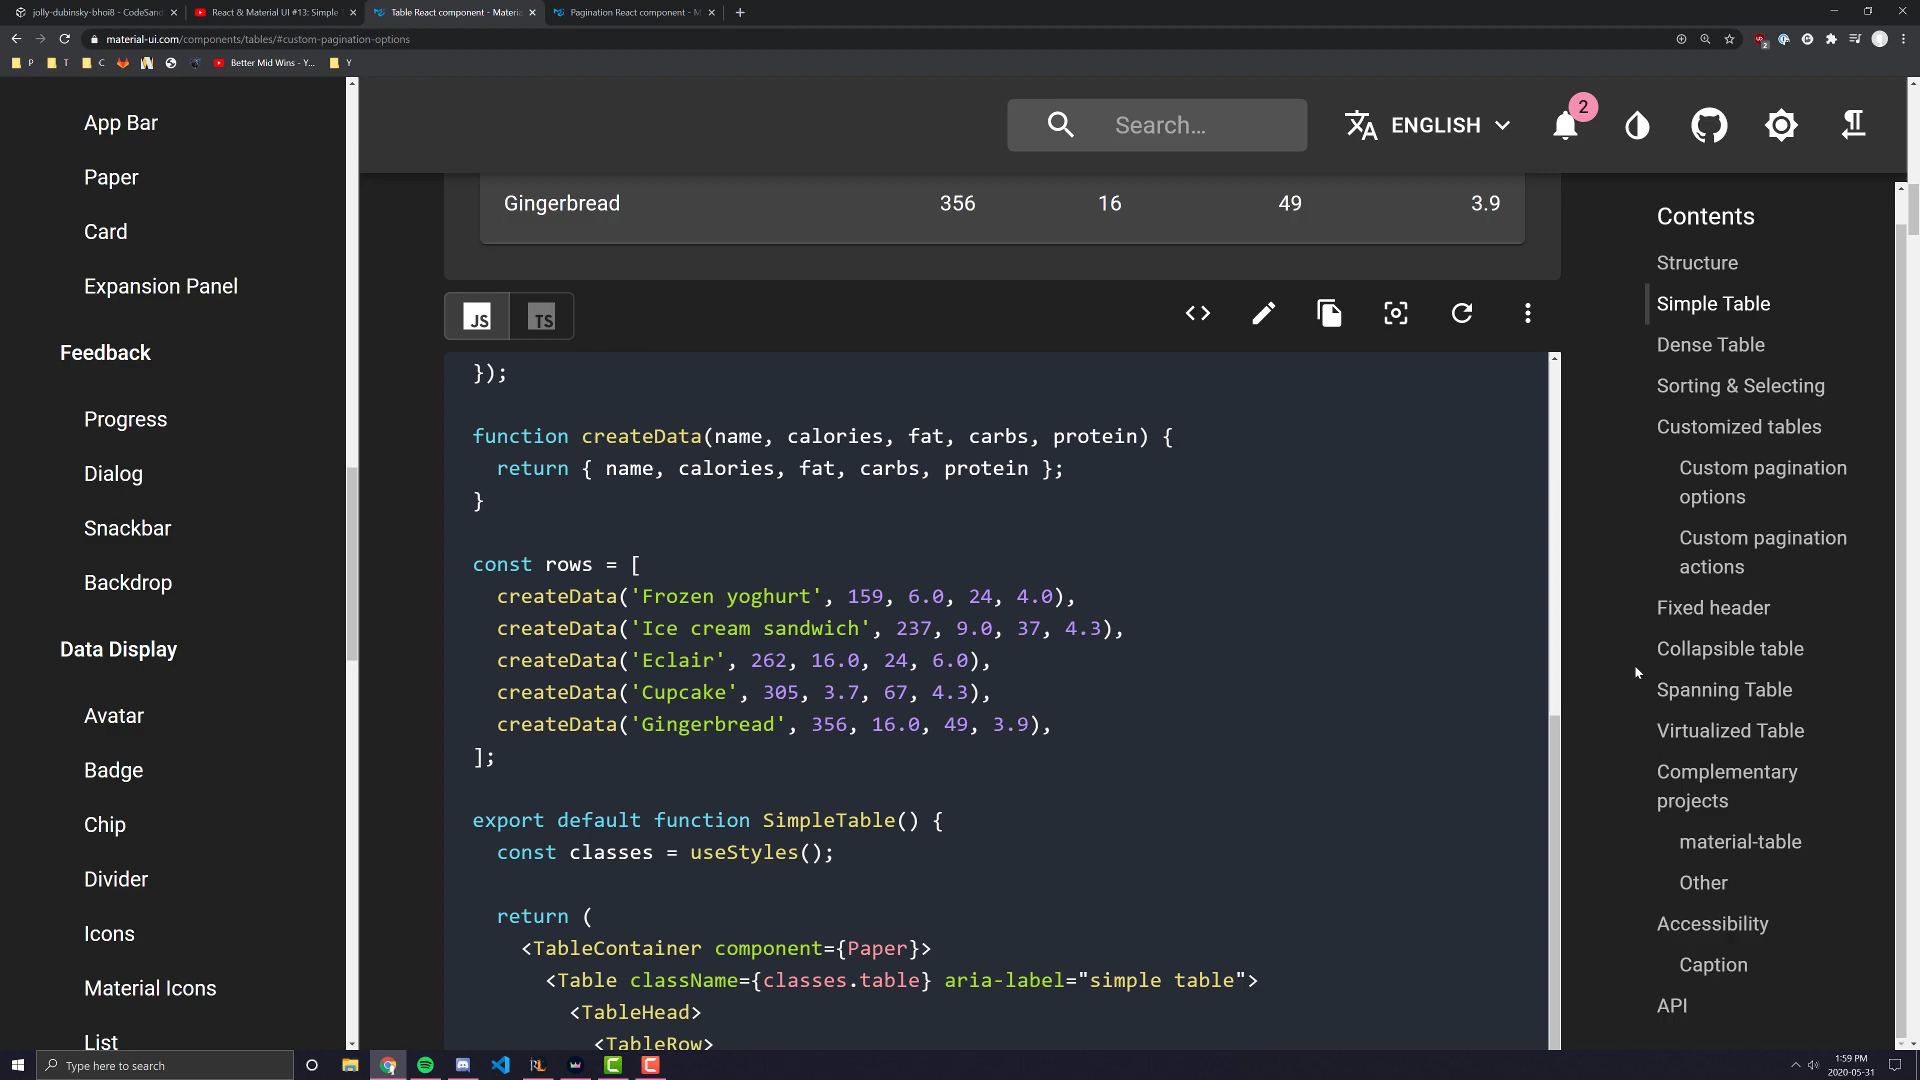 jolly-dubinsky-bhoi8 - CodeSand
React & Material UI #13: Simple
Table React component - Materia
Pagination React component - M
material-ui.com/components/tables/#custom-pagination-options
P
T
C
Better Mid Wins - Y...
Y
App Bar
Paper
Card
Expansion Panel
Feedback
Progress
Dialog
Snackbar
Backdrop
Data Display
Avatar
Badge
Chip
Divider
Icons
Material Icons
List
Search…
ENGLISH
2
Gingerbread 356 16 49 3.9
JS
TS
});
function createData(name, calories, fat, carbs, protein) {
return { name, calories, fat, carbs, protein };
}
const rows = [
createData('Frozen yoghurt', 159, 6.0, 24, 4.0),
createData('Ice cream sandwich', 237, 9.0, 37, 4.3),
createData('Eclair', 262, 16.0, 24, 6.0),
createData('Cupcake', 305, 3.7, 67, 4.3),
createData('Gingerbread', 356, 16.0, 49, 3.9),
];
export default function SimpleTable() {
const classes = useStyles();
return (
<TableContainer component={Paper}>
<Table className={classes.table} aria-label="simple table">
<TableHead>
<TableRow>
Contents
Structure
Simple Table
Dense Table
Sorting & Selecting
Customized tables
Custom pagination
options
Custom pagination
actions
Fixed header
Collapsible table
Spanning Table
Virtualized Table
Complementary
projects
material-table
Other
Accessibility
Caption
API
Type here to search
1:59 PM
2020-05-31